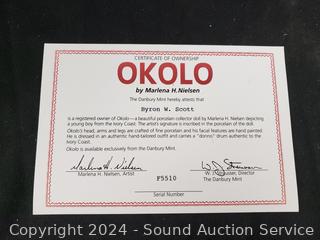 CERTIFICATE OF OWNERSHIP
OKOLO
by Marlena H. Nielsen
The Danbury Mint hereby attests that
Byron W. Scott
is a registered owner of Okolo—a beautiful porcelain collector doll by Marlena H. Nielsen depicting
a young boy from the Ivory Coast. The artist's signature is inscribed in the porcelain of the doll.
Okolo's head, arms and legs are crafted of fine porcelain and his facial features are hand painted.
He is dressed in an authentic hand-tailored outfit and carries a "donno" drum authentic to the
Ivory Coast.
Okolo is available exclusively from the Danbury Mint.
Marlena H. Nielsen
Marlena H. Nielsen, Artist
F5510
Serial Number
Director
The Danbury Mint
Copyright 2024 - Sound Auction Service